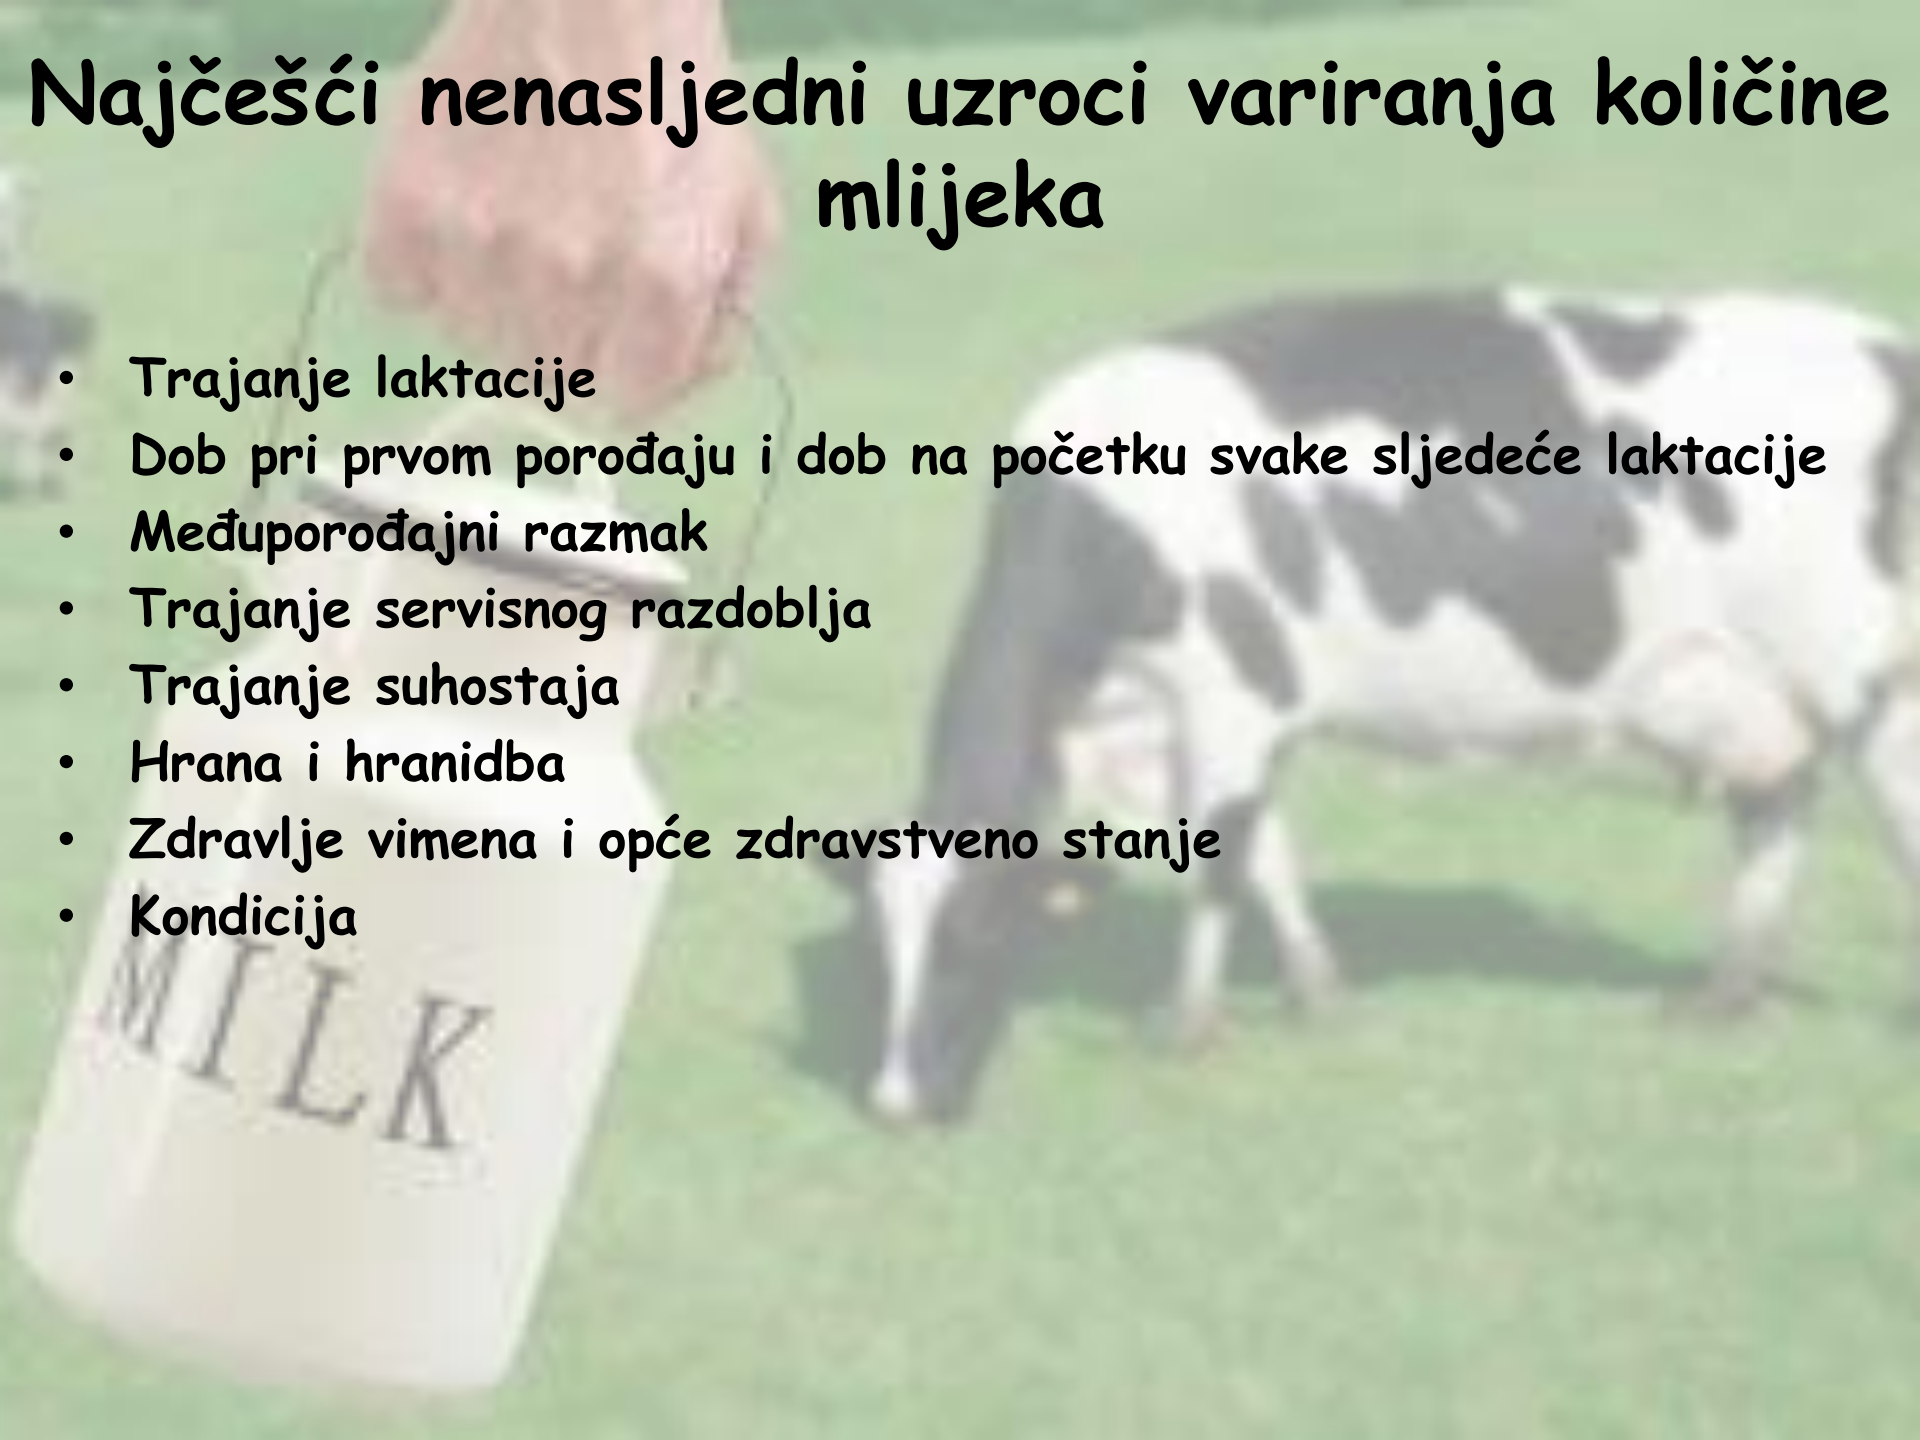 Najčešći nenasljedni uzroci variranja količine
mlijeka
• Trajanje laktacije
• Dob pri prvom porođaju i dob na početku svake sljedeće laktacije
• Međuporođajni razmak
• Trajanje servisnog razdoblja
• Trajanje suhostaja
• Hrana i hranidba
• Zdravlje vimena i opće zdravstveno stanje
• Kondicija
MILK